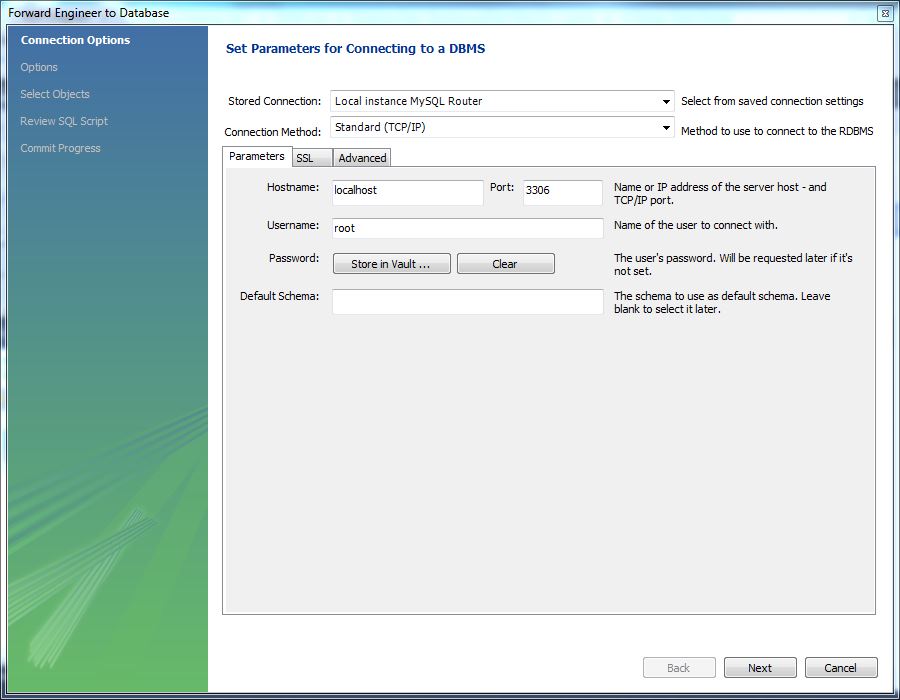 Forward Engineer to Database
Connection Options
Options
Select Objects
Review SQL Script
Commit Progress
Set Parameters for Connecting to a DBMS
Stored Connection: Local instance MySQL Router Select from saved connection settings
Connection Method: Standard (TCP/IP) Method to use to connect to the RDBMS
Parameters SSL Advanced
Hostname: localhost Port: 3306 Name or IP address of the server host - and
TCP/IP port.
Username: root Name of the user to connect with.
Password: Store in Vault ... Clear The user's password. Will be requested later if it's
not set.
Default Schema: The schema to use as default schema. Leave
blank to select it later.
Back Next Cancel